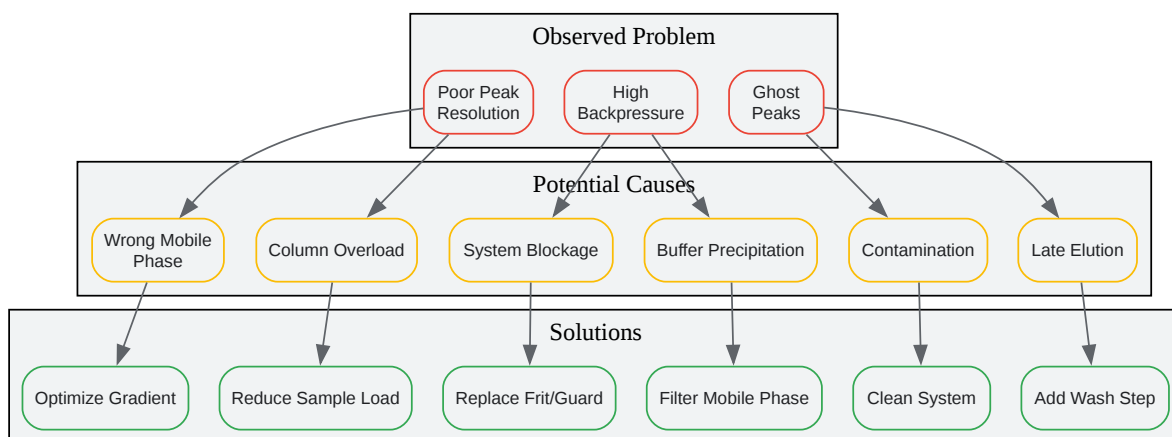 Observed Problem
Poor Peak
Resolution
High
Backpressure
Ghost
Peaks
Potential Causes
Wrong Mobile
Phase
Column Overload
System Blockage
Buffer Precipitation
Contamination
Late Elution
Solutions
Optimize Gradient
Reduce Sample Load
Replace Frit/Guard
Filter Mobile Phase
Clean System
Add Wash Step